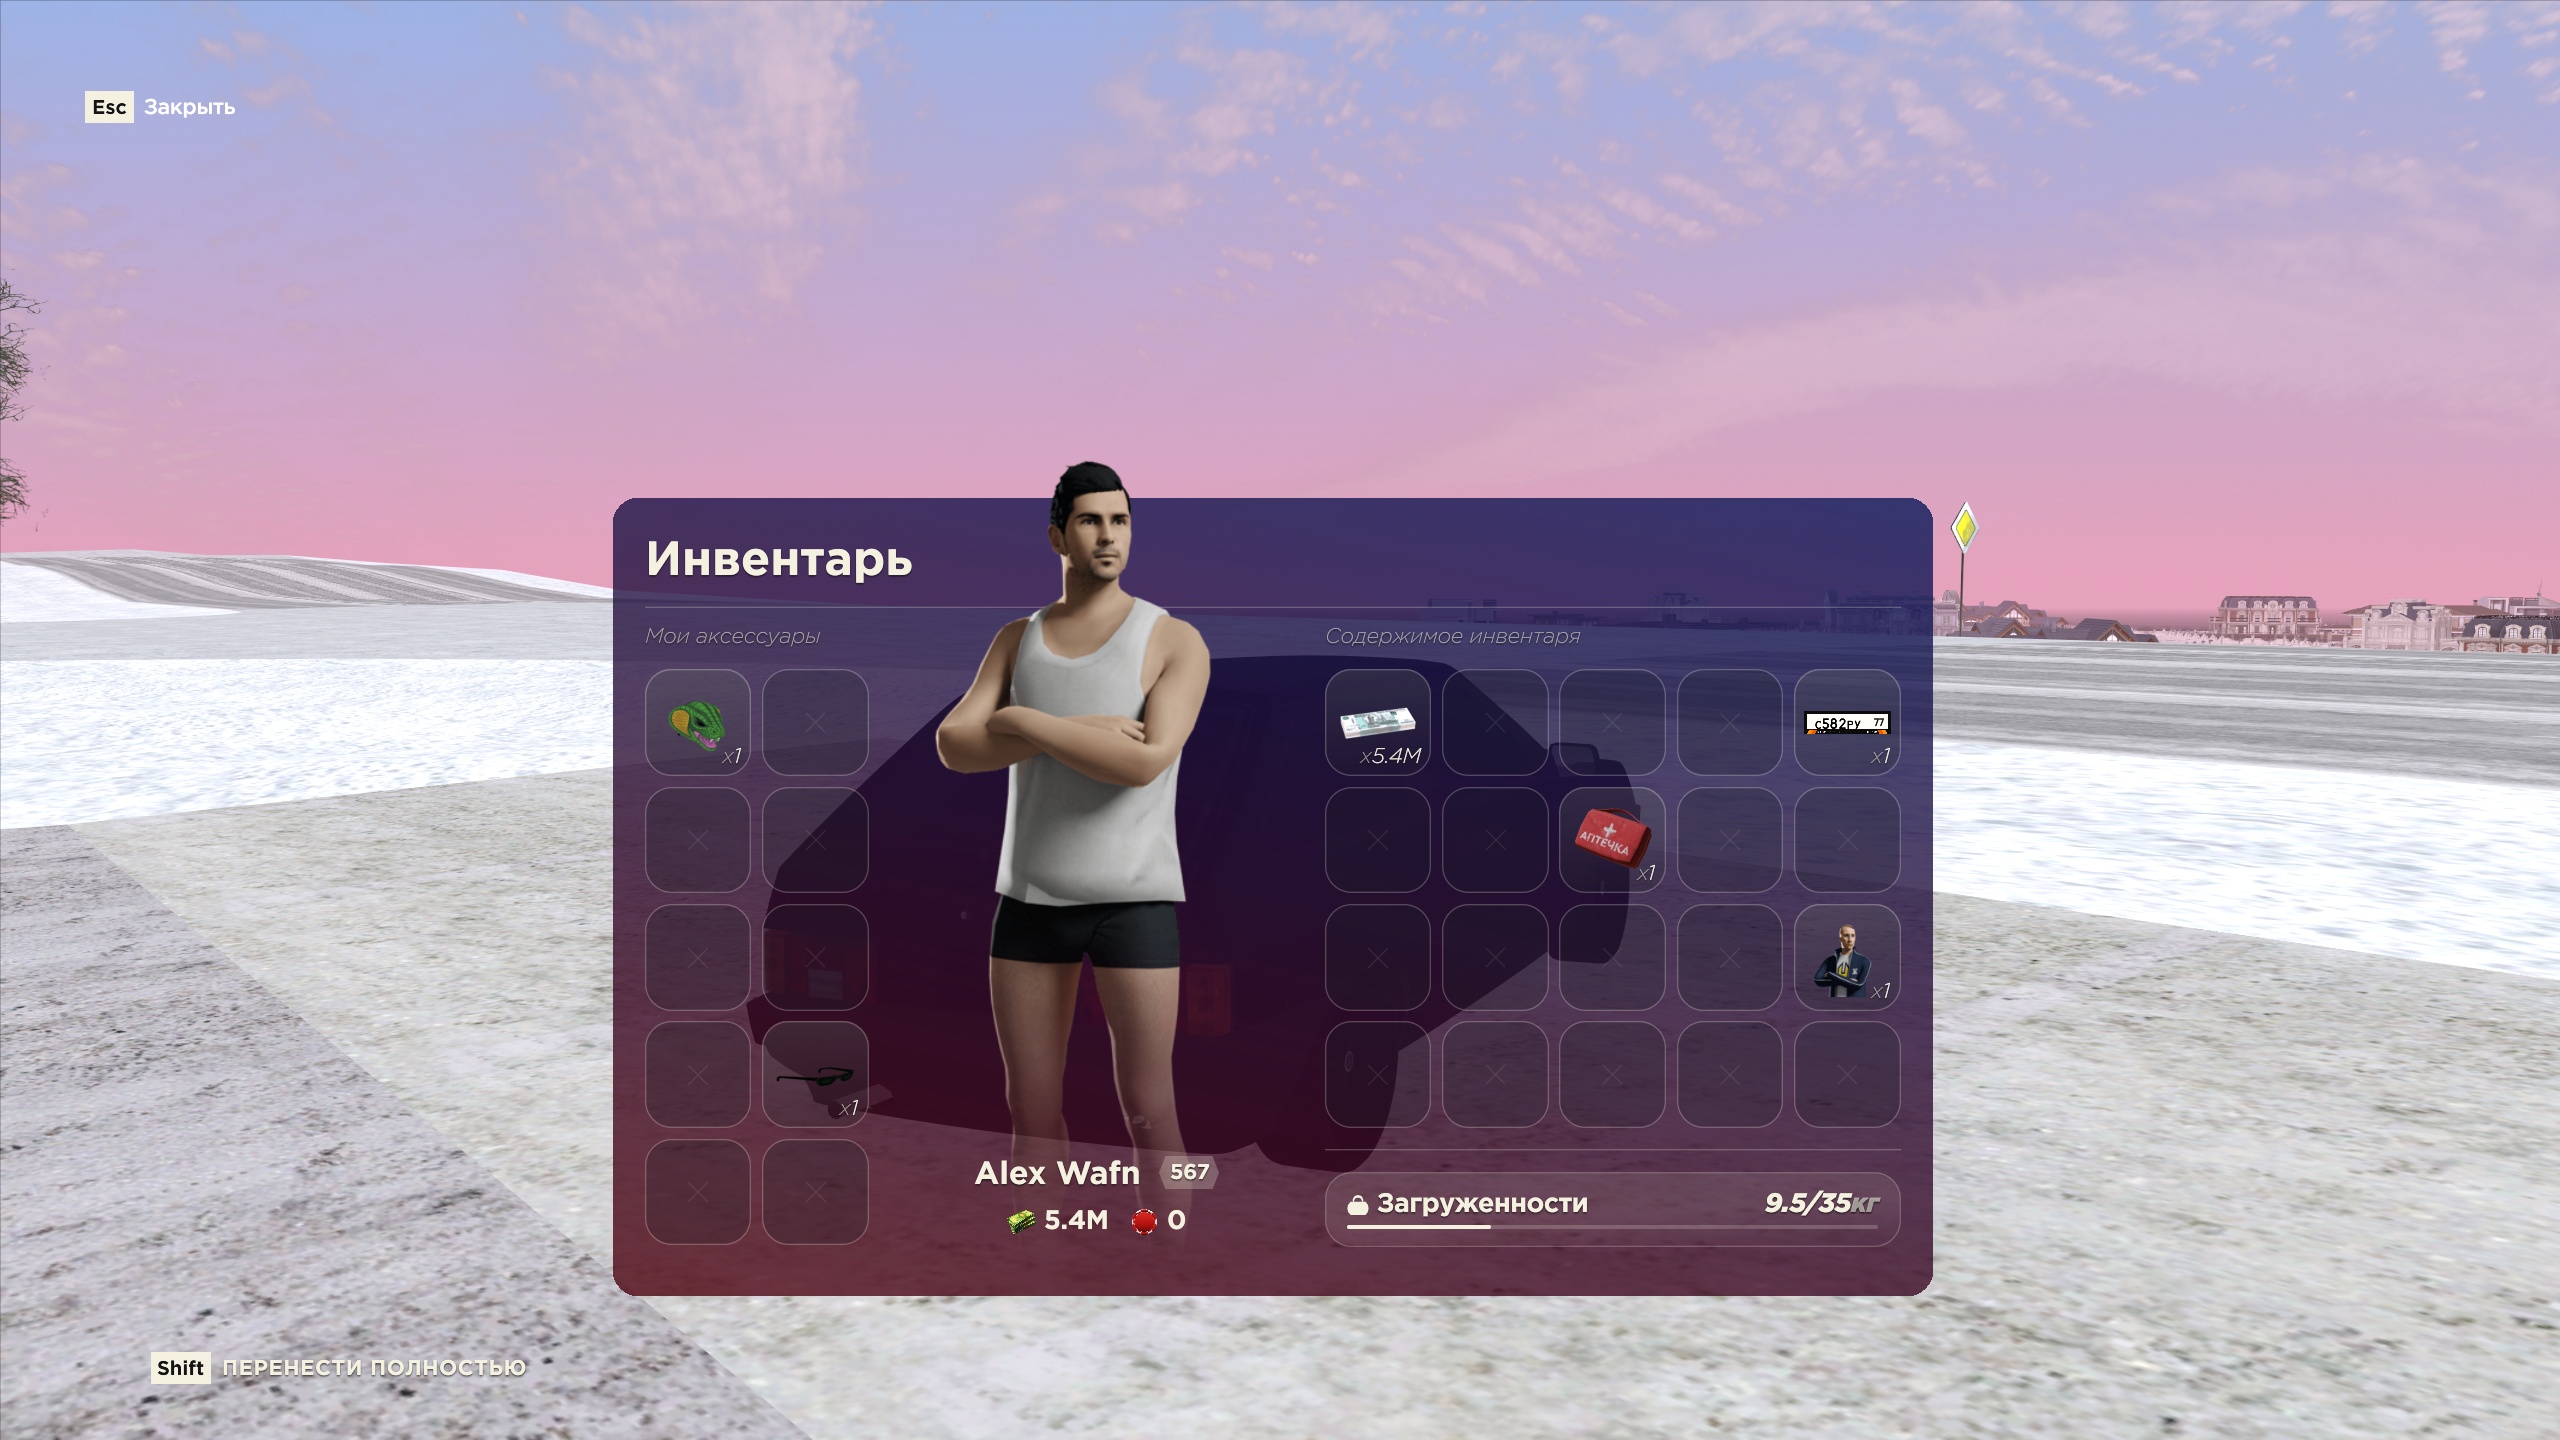 Esc Закрыть
Инвентарь
Мои аксессуары
Содержимое инвентаря
x1
x5.4M
с582ру 77
x1
АПТЕЧКА
x1
x1
x1
Alex Wafn 567
5.4M 0
Загруженности 9.5/35кг
Shift ПЕРЕНЕСТИ ПОЛНОСТЬЮ